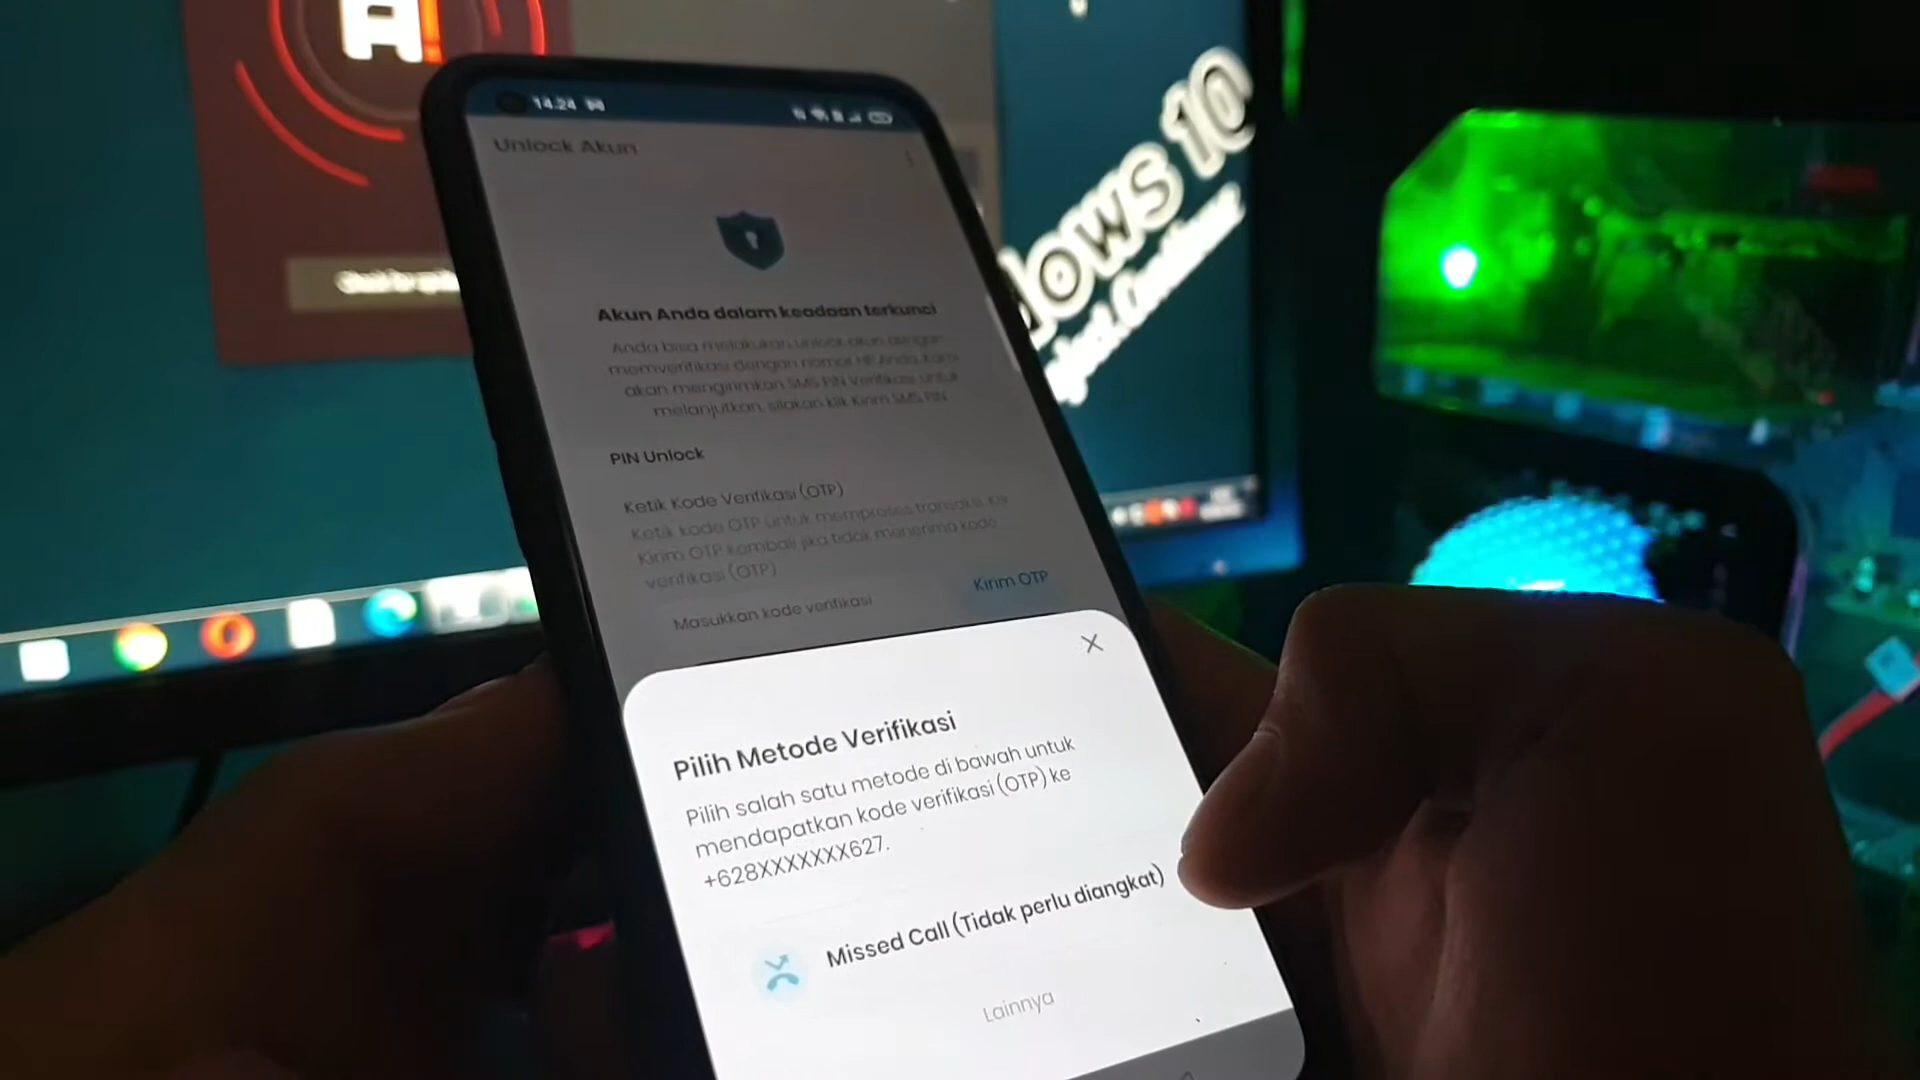 A!
14.24
Unlock Akun
Akun Anda dalam keadaan terkunci
Anda bisa melakukan unlock akun dengan
memverifikasi dengan nomor HP Anda, kami
akan mengirimkan SMS PIN Verifikasi untuk
melanjutkan, silakan klik Kirim SMS PIN
PIN Unlock
Ketik Kode Verifikasi (OTP)
Ketik kode OTP untuk memproses transaksi. Klik
Kirim OTP kembali jika tidak menerima kode
verifikasi (OTP)
Masukkan kode verifikasi
Kirim OTP
Pilih Metode Verifikasi
Pilih salah satu metode di bawah untuk
mendapatkan kode verifikasi (OTP) ke
+628XXXXXXX627.
Missed Call (Tidak perlu diangkat)
Lainnya
dows 10